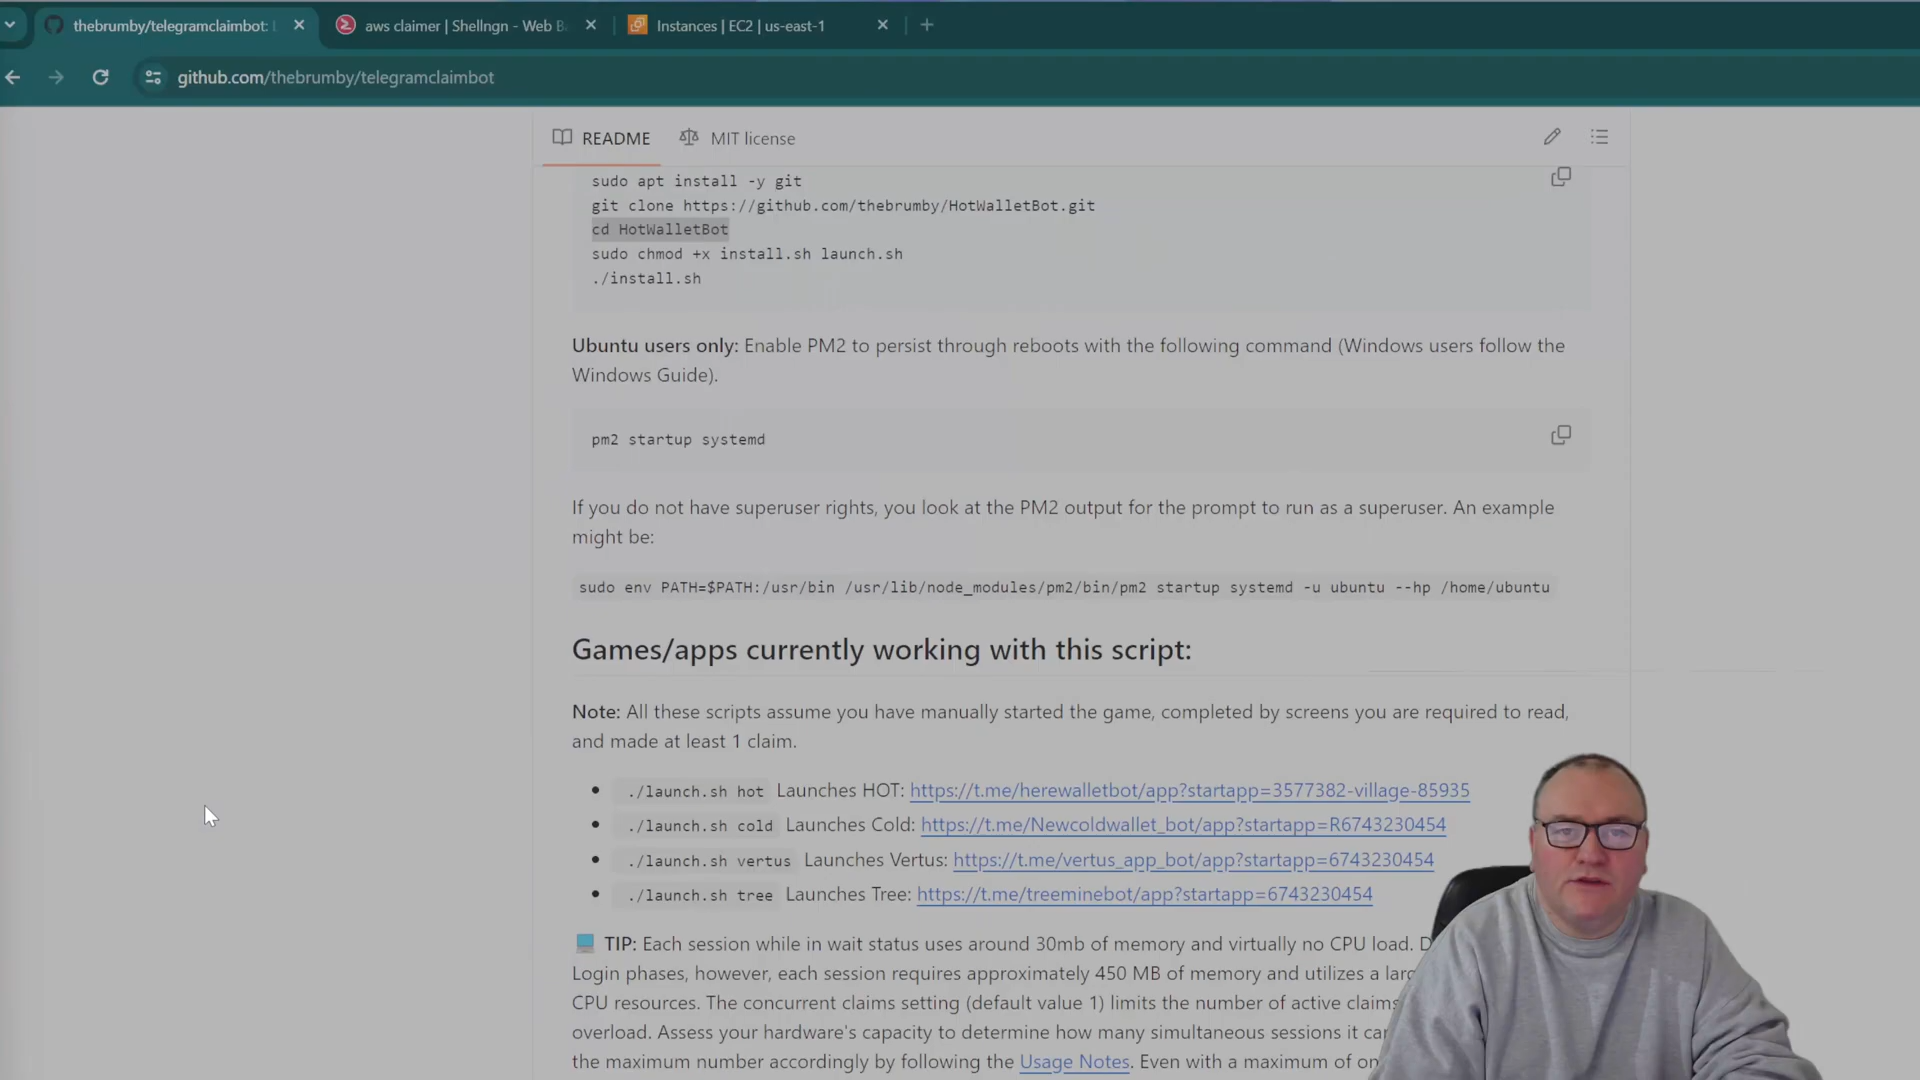 thebrumby/telegramclaimbot:
aws claimer | Shellngn - Web
Instances | EC2 | us-east-1
github.com/thebrumby/telegramclaimbot
README
MIT license
sudo apt install -y git
git clone https://github.com/thebrumby/HotWalletBot.git
cd HotWalletBot
sudo chmod +x install.sh launch.sh
./install.sh
Ubuntu users only: Enable PM2 to persist through reboots with the following command (Windows users follow the
Windows Guide).
pm2 startup systemd
If you do not have superuser rights, you look at the PM2 output for the prompt to run as a superuser. An example
might be:
sudo env PATH=$PATH:/usr/bin /usr/lib/node_modules/pm2/bin/pm2 startup systemd -u ubuntu --hp /home/ubuntu
Games/apps currently working with this script:
Note: All these scripts assume you have manually started the game, completed by screens you are required to read,
and made at least 1 claim.
./launch.sh hot Launches HOT: https://t.me/herewalletbot/app?startapp=3577382-village-85935
./launch.sh cold Launches Cold: https://t.me/Newcoldwallet_bot/app?startapp=R6743230454
./launch.sh vertus Launches Vertus: https://t.me/vertus_app_bot/app?startapp=6743230454
./launch.sh tree Launches Tree: https://t.me/treeminebot/app?startapp=6743230454
TIP: Each session while in wait status uses around 30mb of memory and virtually no CPU load.
Login phases, however, each session requires approximately 450 MB of memory and utilizes a
CPU resources. The concurrent claims setting (default value 1) limits the number of active claims
overload. Assess your hardware's capacity to determine how many simultaneous sessions it
the maximum number accordingly by following the Usage Notes. Even with a maximum of